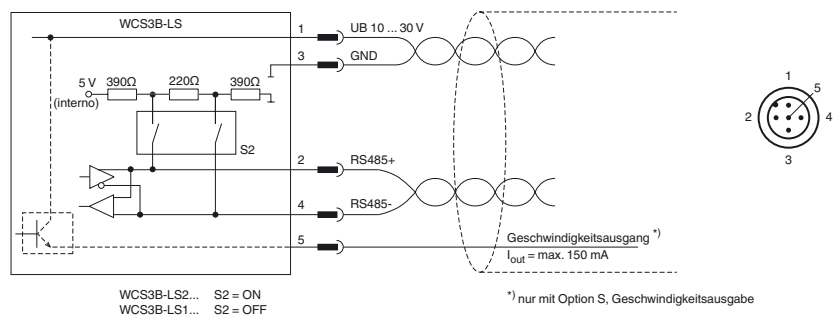 WCS3B-LS
1
UB 10 ... 30 V
3
GND
5 V
(interno)
390Ω
220Ω
390Ω
S2
2
RS485+
4
RS485-
5
Geschwindigkeitsausgang *)
Iout = max. 150 mA
1
5
2
4
3
WCS3B-LS2... S2 = ON
WCS3B-LS1... S2 = OFF
*) nur mit Option S, Geschwindigkeitsausgabe